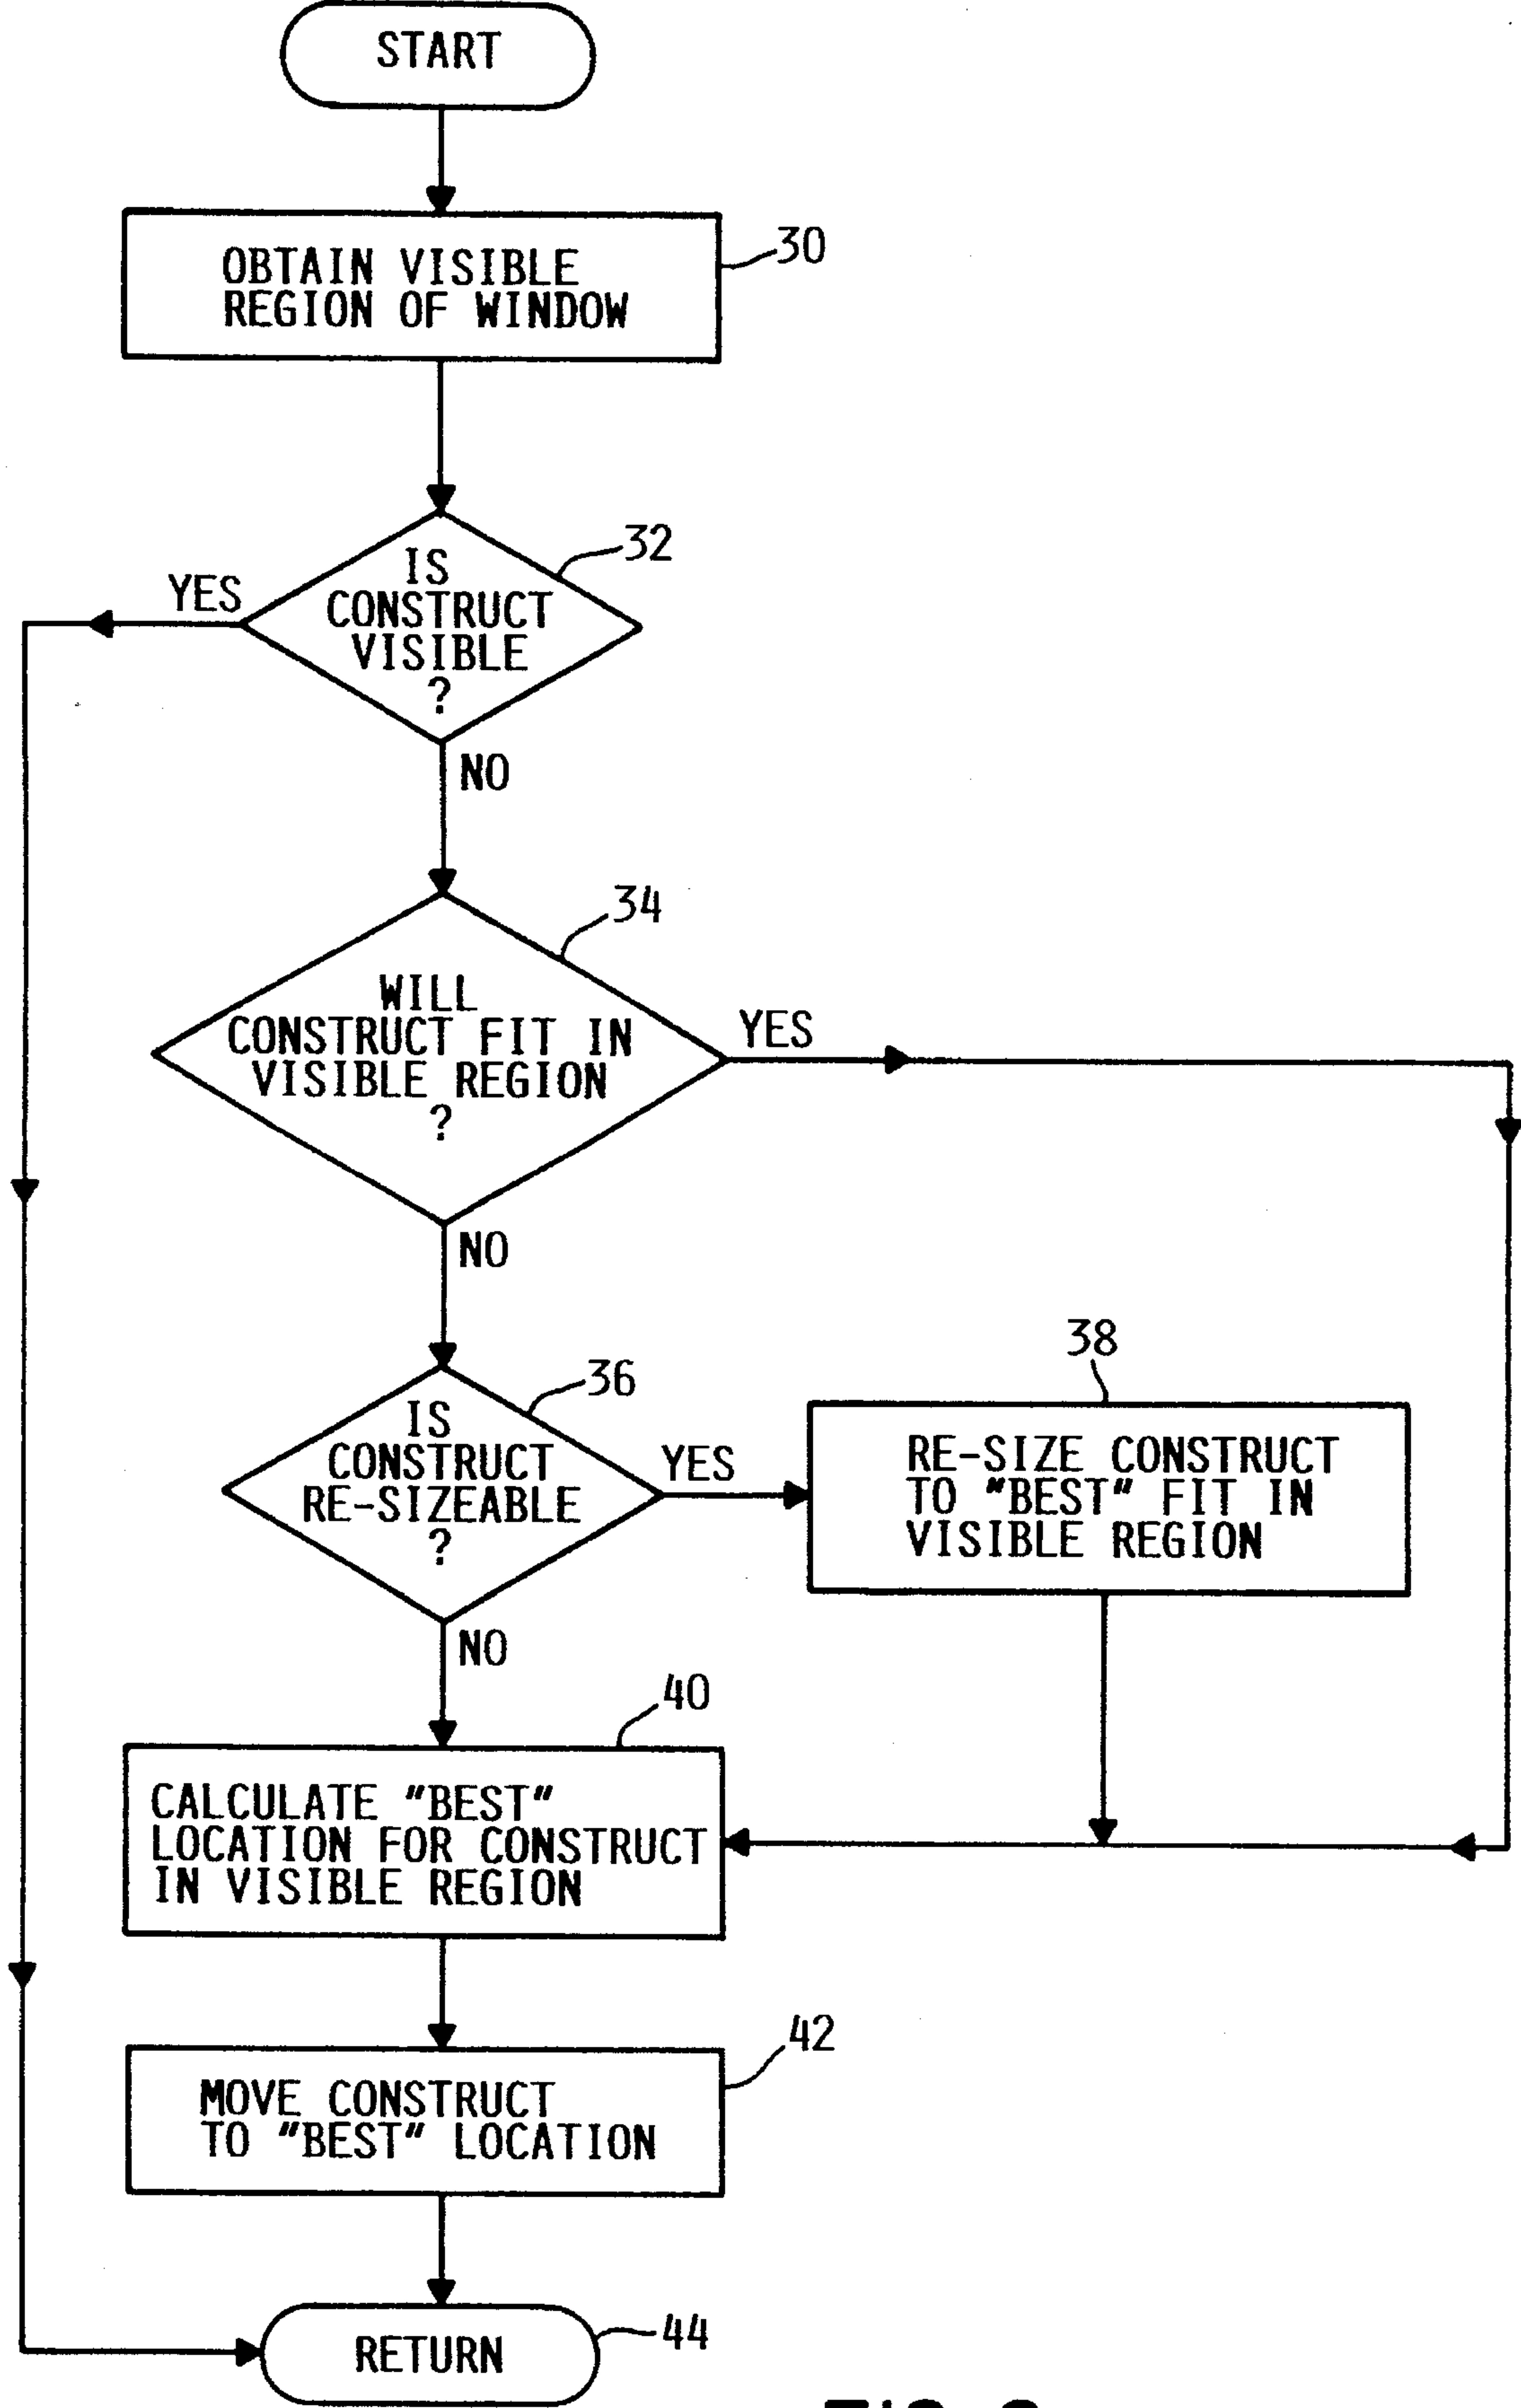 START
OBTAIN VISIBLE
REGION OF WINDOW
30
IS
CONSTRUCT
VISIBLE
?
32
YES
NO
WILL
CONSTRUCT FIT IN
VISIBLE REGION
?
34
YES
NO
IS
CONSTRUCT
RE-SIZEABLE
?
36
YES
NO
38
RE-SIZE CONSTRUCT
TO "BEST" FIT IN
VISIBLE REGION
40
CALCULATE "BEST"
LOCATION FOR CONSTRUCT
IN VISIBLE REGION
42
MOVE CONSTRUCT
TO "BEST" LOCATION
RETURN
44